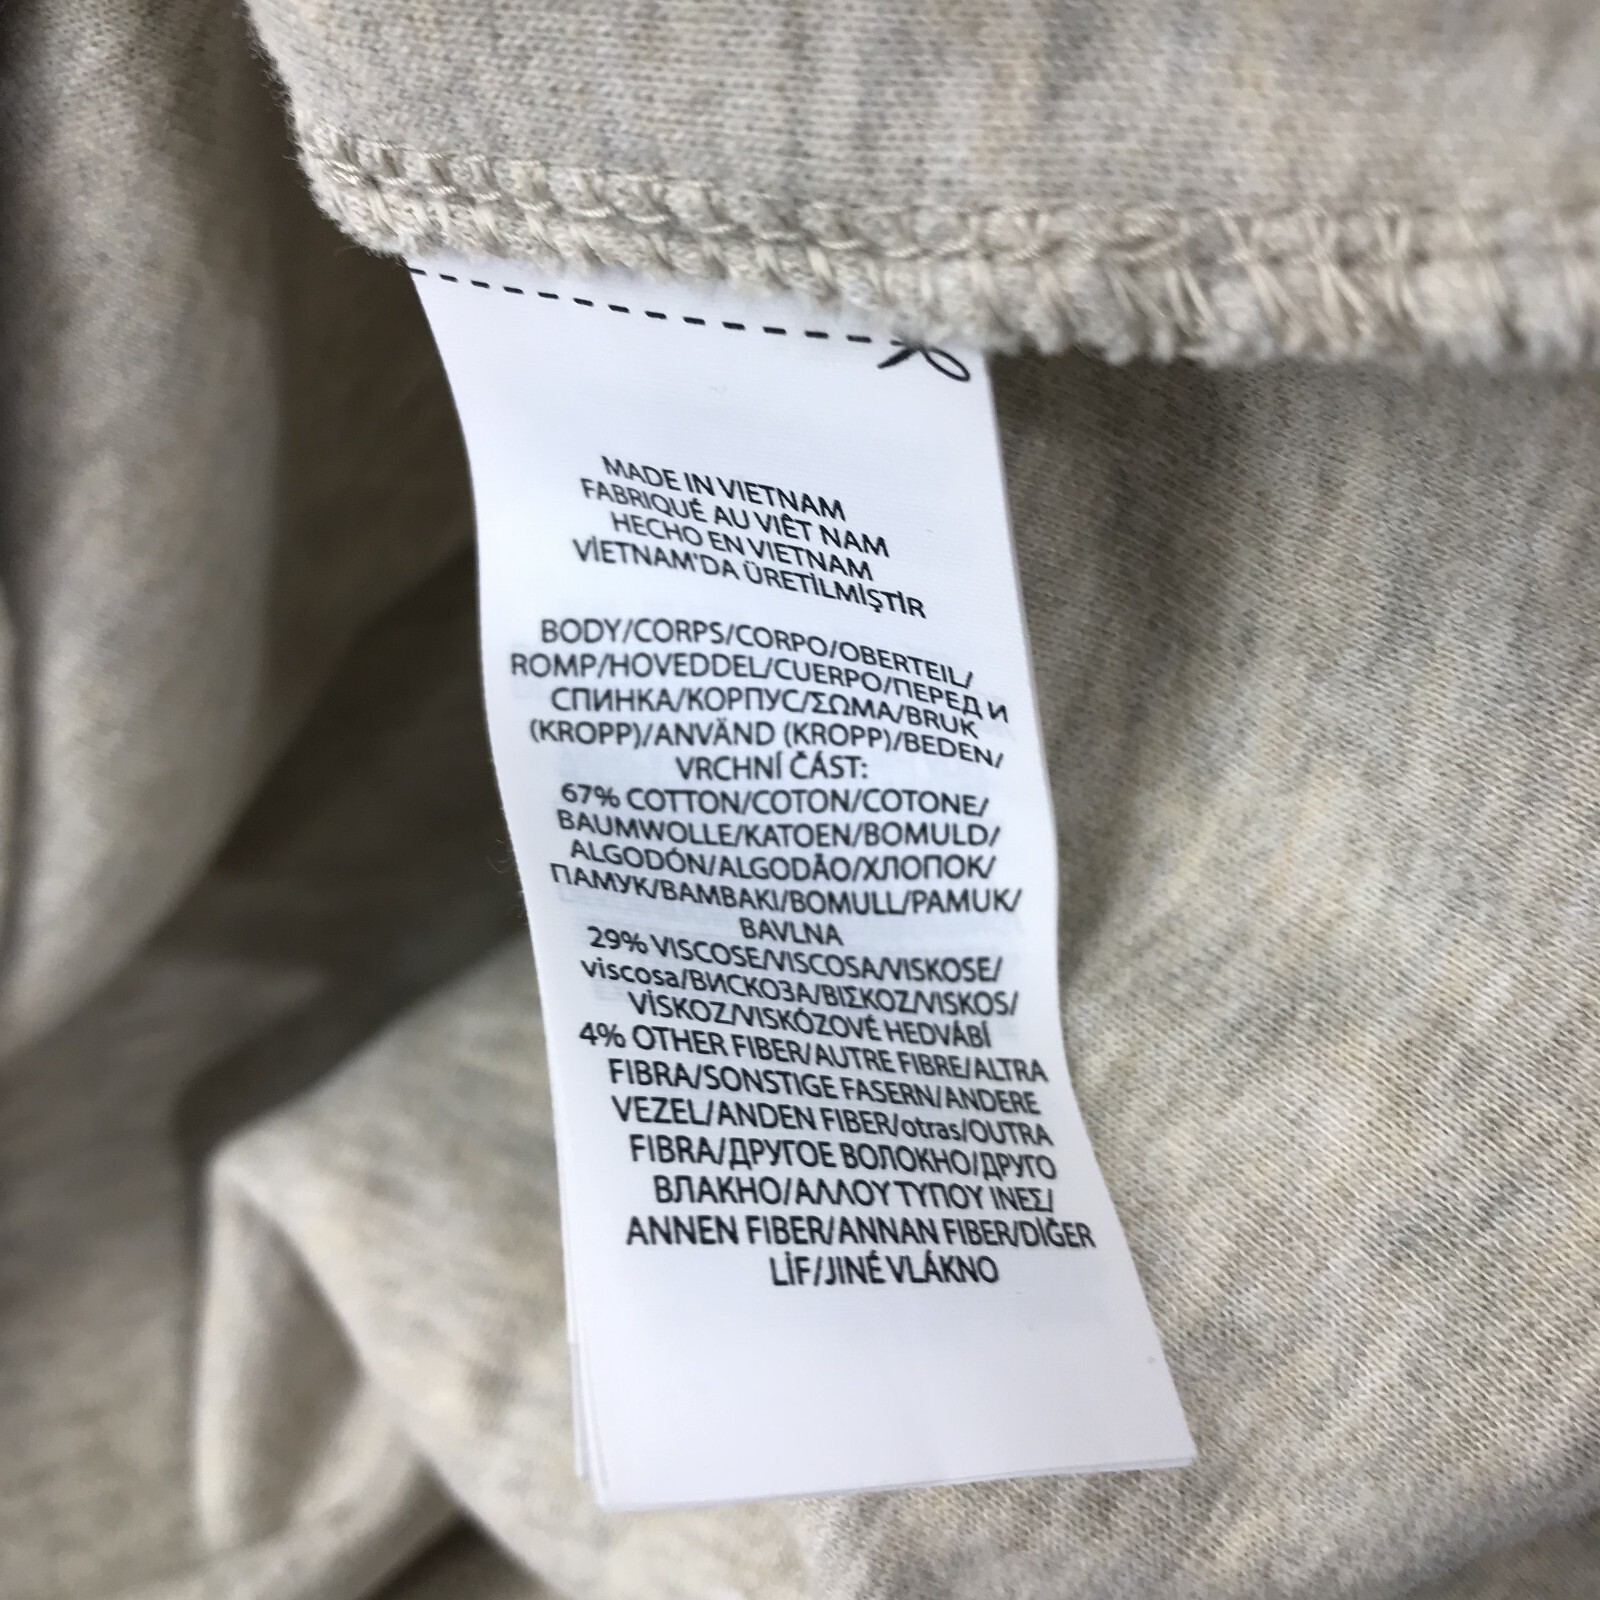 MADE IN VIETNAM
FABRIQUÉ AU VIÊT NAM
HECHO EN VIETNAM
VİETNAM'DA ÜRETİLMİŞTİR
BODY/CORPS/CORPO/OBERTEIL/
ROMP/HOVEDDEL/CUERPO/ПЕРЕД И
СПИНКА/КОРПУС/ΣΩΜΑ/BRUK
(KROPP)/ANVÄND (KROPP)/BEDEN/
VRCHNÍ ČÁST:
67% COTTON/COTON/COTONE/
BAUMWOLLE/KATOEN/BOMULD/
ALGODÓN/ALGODÃO/ХЛОПОК/
ПАМУК/BAMBAKI/BOMULL/PAMUK/
BAVLNA
29% VISCOSE/VISCOSA/VISKOSE/
viscosa/ВИСКОЗА/ΒΙΣΚΟΖ/VISKOS/
VİSKOZ/VISKÓZOVÉ HEDVÁBÍ
4% OTHER FIBER/AUTRE FIBRE/ALTRA
FIBRA/SONSTIGE FASERN/ANDERE
VEZEL/ANDEN FIBER/otras/OUTRA
FIBRA/ДРУГОЕ ВОЛОКНО/ДРУГО
ВЛАКНО/ΑΛΛΟΥ ΤΥΠΟΥ ΙΝΕΣ/
ANNEN FIBER/ANNAN FIBER/DİĞER
LİF/JINÉ VLÁKNO